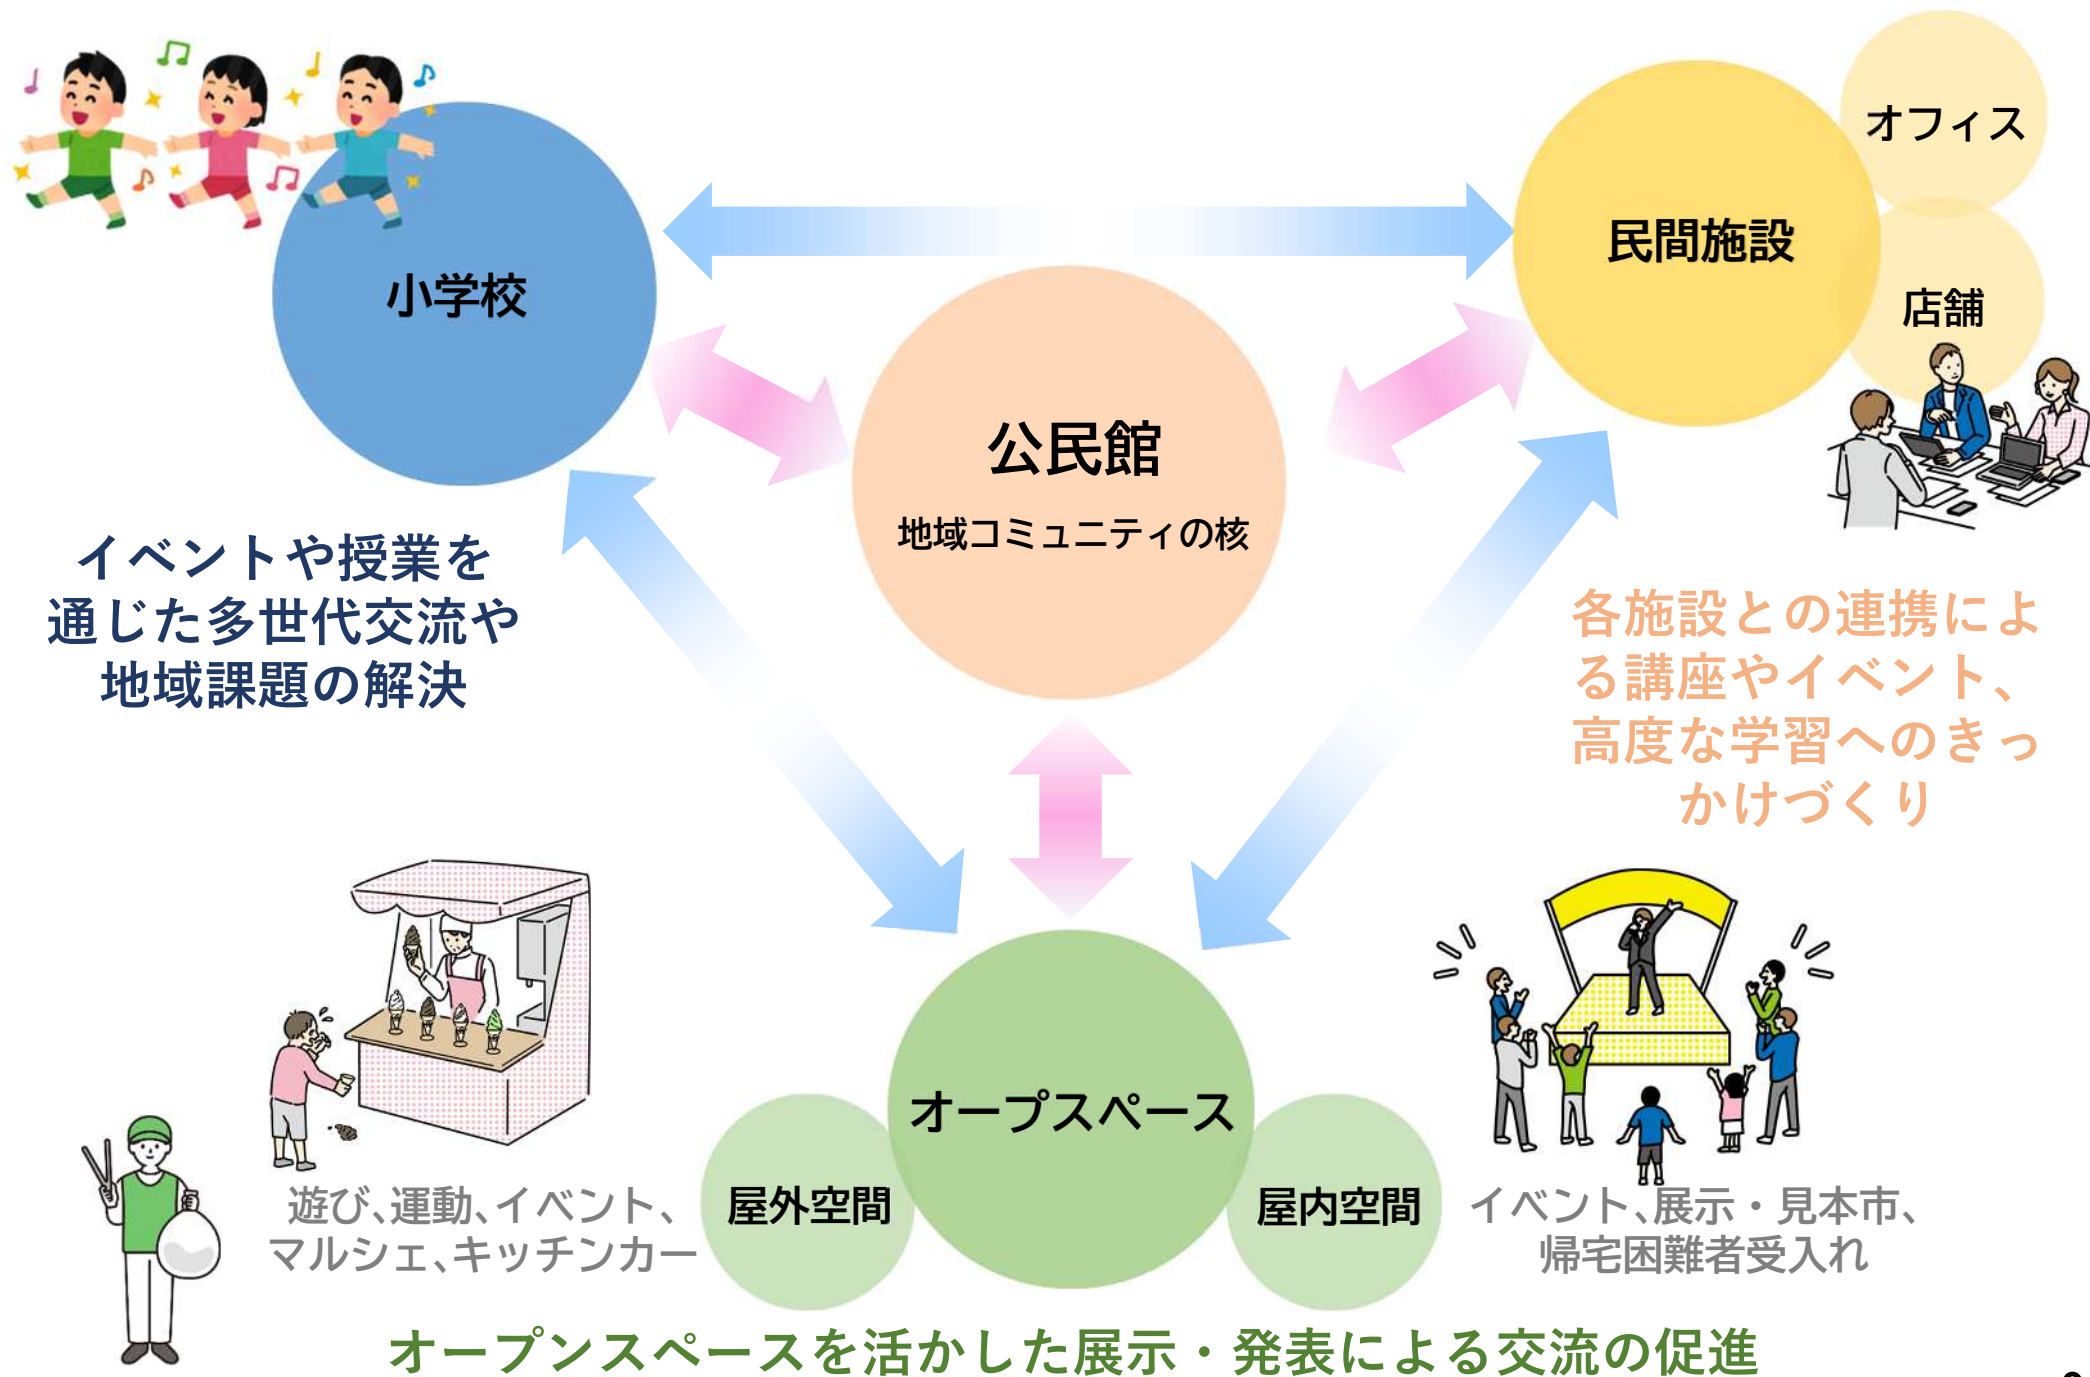 オフィス
民間施設
店舗
小学校
公民館
地域コミュニティの核
イベントや授業を
通じた多世代交流や
地域課題の解決
各施設との連携によ
る講座やイベント、
高度な学習へのきっ
かけづくり
オープスペース
屋外空間
屋内空間
遊び、運動、イベント、
マルシェ、キッチンカー
イベント、展示・見本市、
帰宅困難者受入れ
オープンスペースを活かした展示・発表による交流の促進